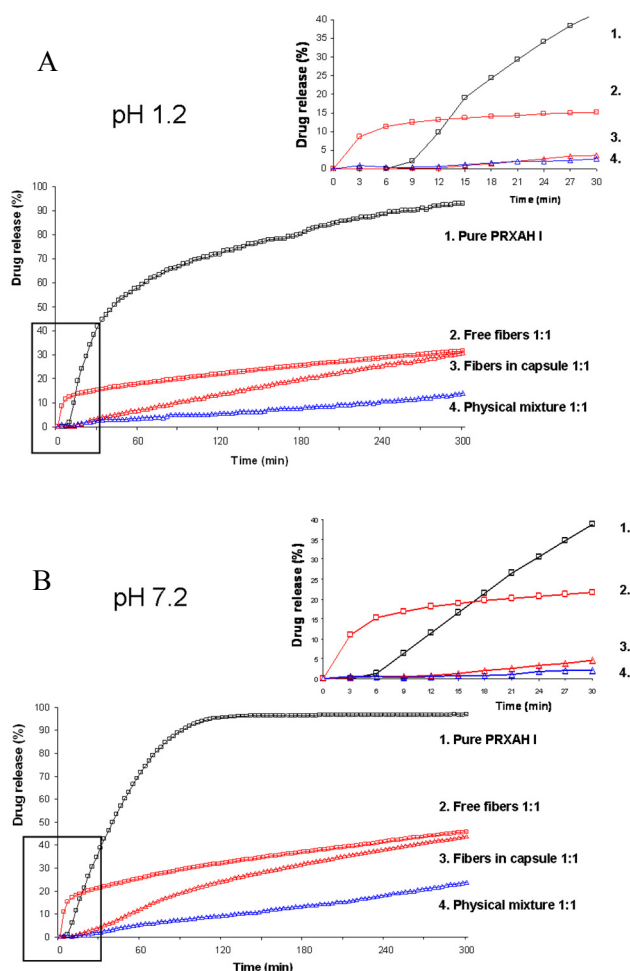 A
pH 1.2
Drug release (%)
40
35
30
25
20
15
10
5
0
0 3 6 9 12 15 18 21 24 27 30
Time (min)
1.
2.
3.
4.
Drug release (%)
100
90
80
70
60
50
40
30
20
10
0
0 60 120 180 240 300
Time (min)
1. Pure PRXAH I
2. Free fibers 1:1
3. Fibers in capsule 1:1
4. Physical mixture 1:1
B
pH 7.2
Drug release (%)
40
35
30
25
20
15
10
5
0
0 3 6 9 12 15 18 21 24 27 30
Time (min)
1.
2.
3.
4.
Drug release (%)
100
90
80
70
60
50
40
30
20
10
0
0 60 120 180 240 300
Time (min)
1. Pure PRXAH I
2. Free fibers 1:1
3. Fibers in capsule 1:1
4. Physical mixture 1:1